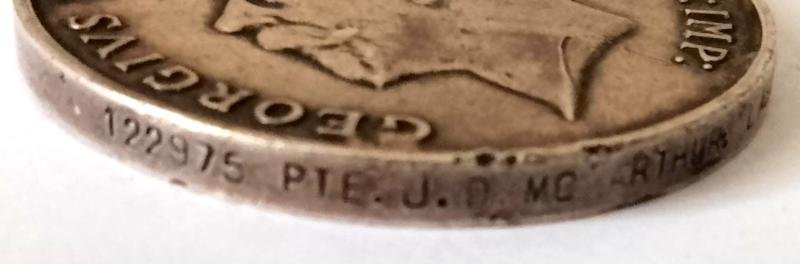 GEORGIVS
IMP:
122975 PTE. J. D. MC ARTHUR